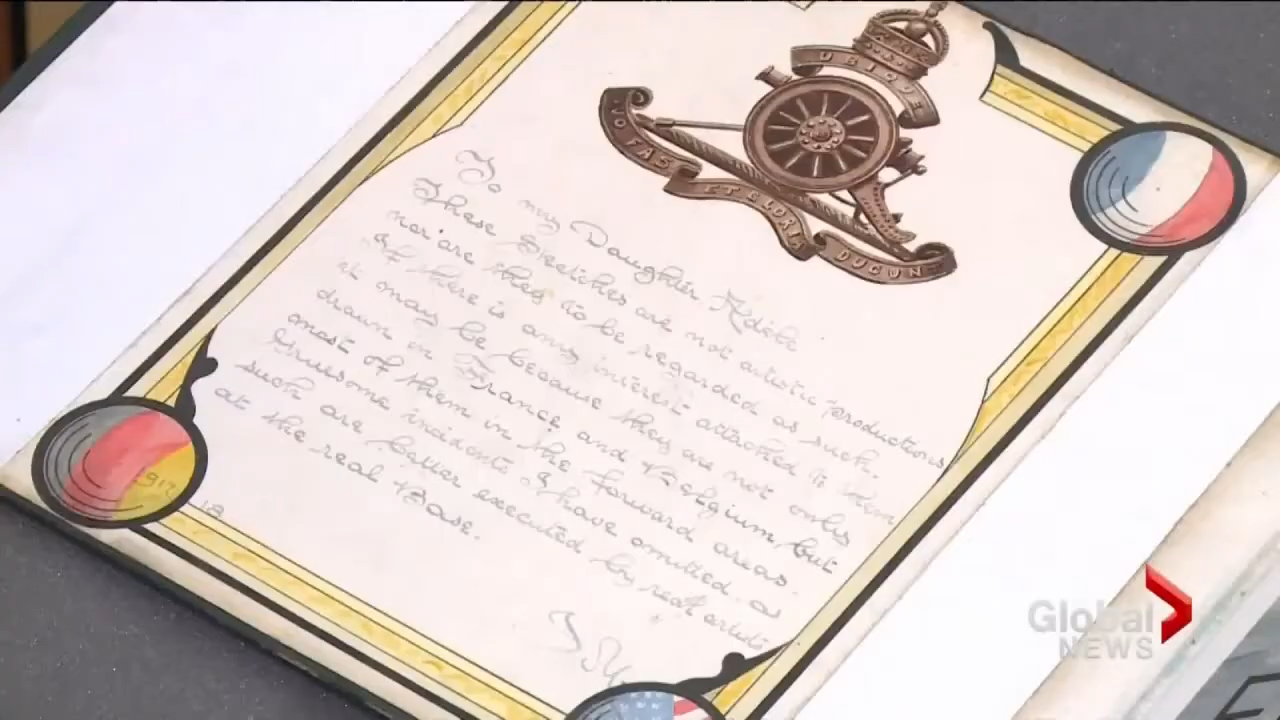 UBIQUE
QUO FAS ET GLORIA DUCUNT
To my Daughter Adèle
These Sketches are not artistic productions
nor are they to be regarded as such.
If there is any interest attached to them
it may be because they are not only
drawn in France and Belgium, but
most of them in the forward areas.
Gruesome incidents I have omitted, as
such are better executed by real artists
at the real Base.
1917
18
Global
NEWS